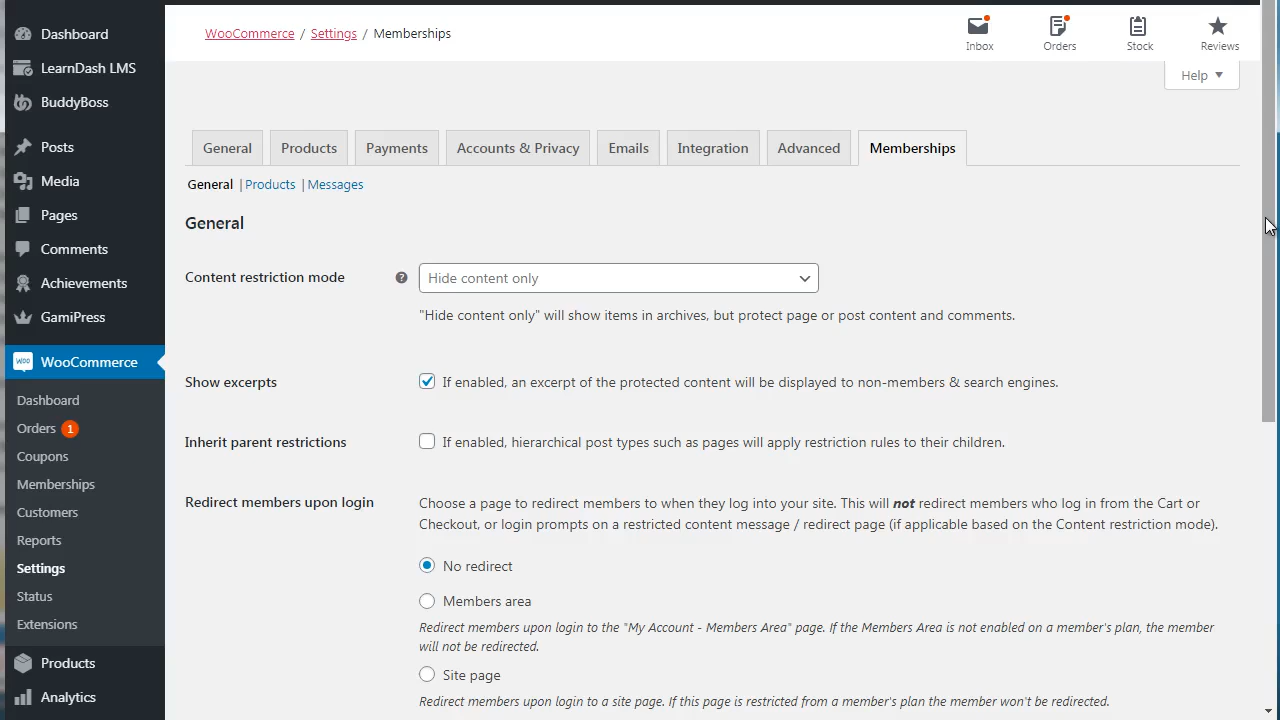 Dashboard
LearnDash LMS
BuddyBoss
Posts
Media
Pages
Comments
Achievements
GamiPress
Woo WooCommerce
Dashboard
Orders 1
Coupons
Memberships
Customers
Reports
Settings
Status
Extensions
Products
Analytics
WooCommerce / Settings / Memberships
Inbox
Orders
Stock
Reviews
Help
General Products Payments Accounts & Privacy Emails Integration Advanced Memberships
General | Products | Messages
General
Content restriction mode ? Hide content only
"Hide content only" will show items in archives, but protect page or post content and comments.
Show excerpts If enabled, an excerpt of the protected content will be displayed to non-members & search engines.
Inherit parent restrictions If enabled, hierarchical post types such as pages will apply restriction rules to their children.
Redirect members upon login Choose a page to redirect members to when they log into your site. This will not redirect members who log in from the Cart or
Checkout, or login prompts on a restricted content message / redirect page (if applicable based on the Content restriction mode).
No redirect
Members area
Redirect members upon login to the "My Account - Members Area" page. If the Members Area is not enabled on a member's plan, the member
will not be redirected.
Site page
Redirect members upon login to a site page. If this page is restricted from a member's plan the member won't be redirected.